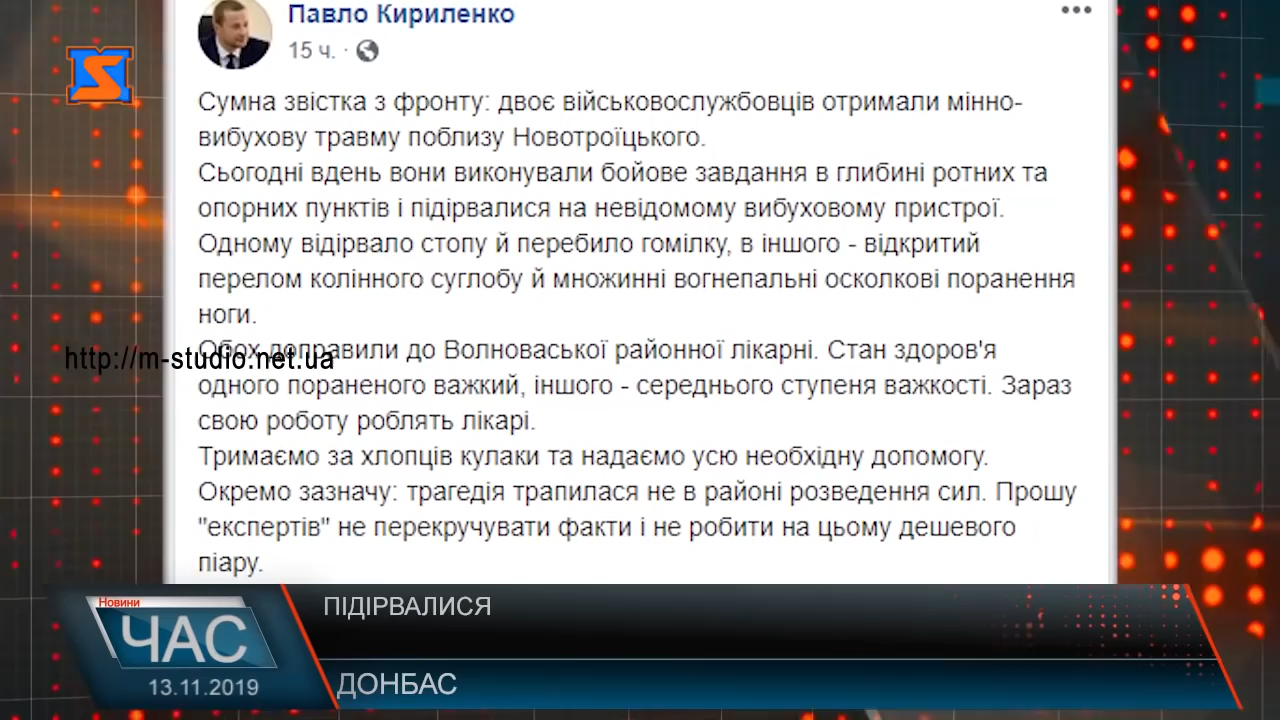 Павло Кириленко
15 ч. ·
Сумна звістка з фронту: двоє військовослужбовців отримали мінно-
вибухову травму поблизу Новотроїцького.
Сьогодні вдень вони виконували бойове завдання в глибині ротних та
опорних пунктів і підірвалися на невідомому вибуховому пристрої.
Одному відірвало стопу й перебило гомілку, в іншого - відкритий
перелом колінного суглобу й множинні вогнепальні осколкові поранення
ноги.
Обох доправили до Волноваської районної лікарні. Стан здоров'я
http://m-studio.net.ua
одного пораненого важкий, іншого - середнього ступеня важкості. Зараз
свою роботу роблять лікарі.
Тримаємо за хлопців кулаки та надаємо усю необхідну допомогу.
Окремо зазначу: трагедія трапилася не в районі розведення сил. Прошу
"експертів" не перекручувати факти і не робити на цьому дешевого
піару.
Новини
ЧАС
13.11.2019
ПІДІРВАЛИСЯ
ДОНБАС